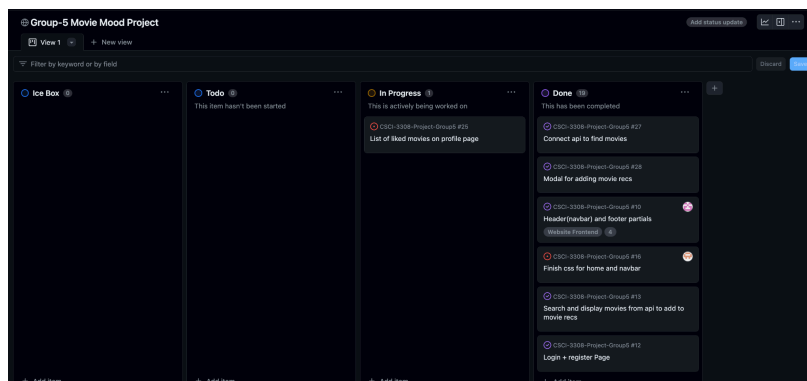 Group-5 Movie Mood Project
Add status update
View 1
+ New view
Filter by keyword or by field
Discard
Save
Ice Box 0
Todo 0
This item hasn't been started
In Progress 1
This is actively being worked on
CSCI-3308-Project-Group5 #25
List of liked movies on profile page
Done 19
This has been completed
CSCI-3308-Project-Group5 #27
Connect api to find movies
CSCI-3308-Project-Group5 #28
Modal for adding movie recs
CSCI-3308-Project-Group5 #10
Header(navbar) and footer partials
Website Frontend 4
CSCI-3308-Project-Group5 #16
Finish css for home and navbar
CSCI-3308-Project-Group5 #13
Search and display movies from api to add to
movie recs
CSCI-3308-Project-Group5 #12
Login + register Page
+ Add item
+ Add item
+ Add item
+ Add item